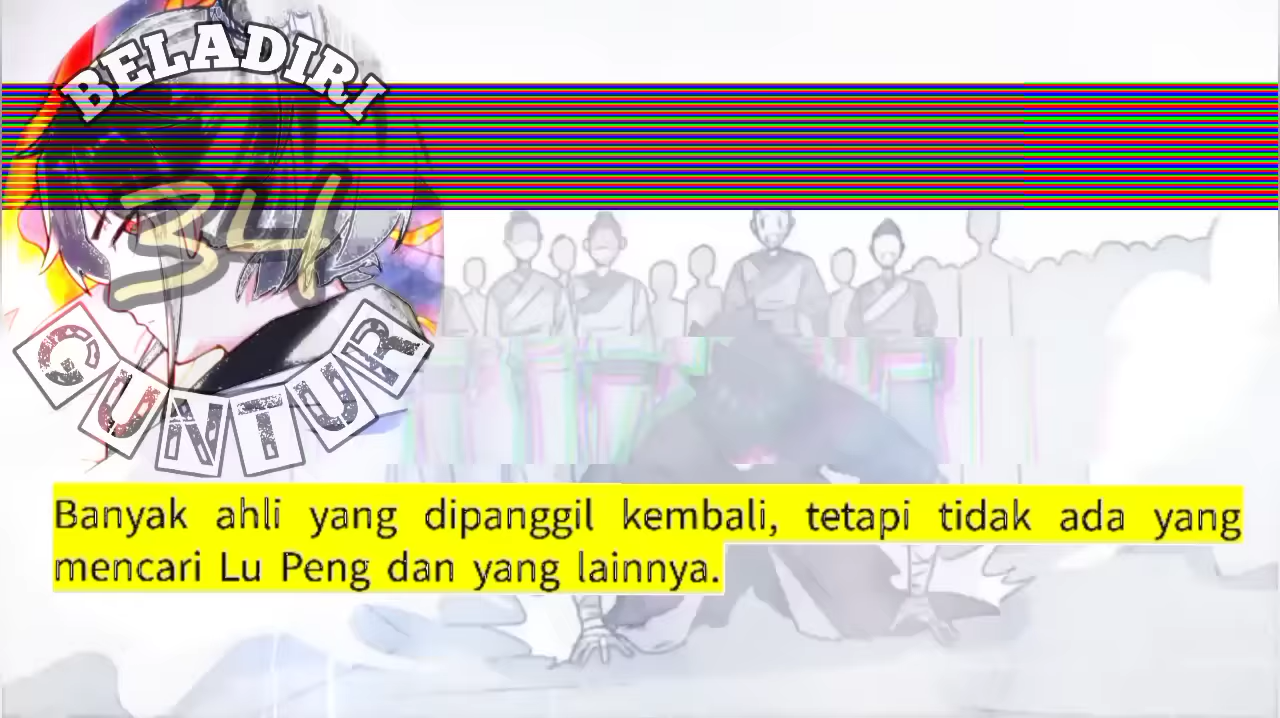 BELADIRI
34
GUNTUR
Banyak ahli yang dipanggil kembali, tetapi tidak ada yang
mencari Lu Peng dan yang lainnya.